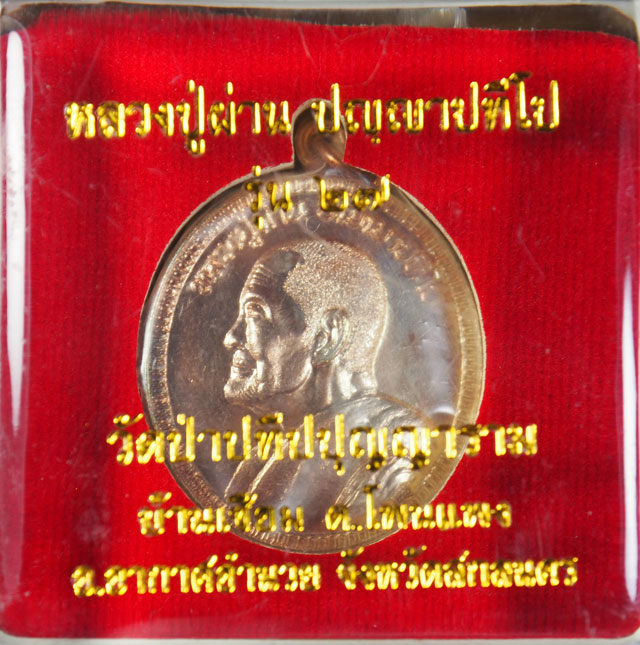 หลวงปู่ผ่าน ปญฺญาปทีโป
รุ่น ๒๗
วัดป่าปทีปปุญญาราม
บ้านเซือม ต.โพนแพง
อ.อากาศอำนวย จังหวัดสกลนคร